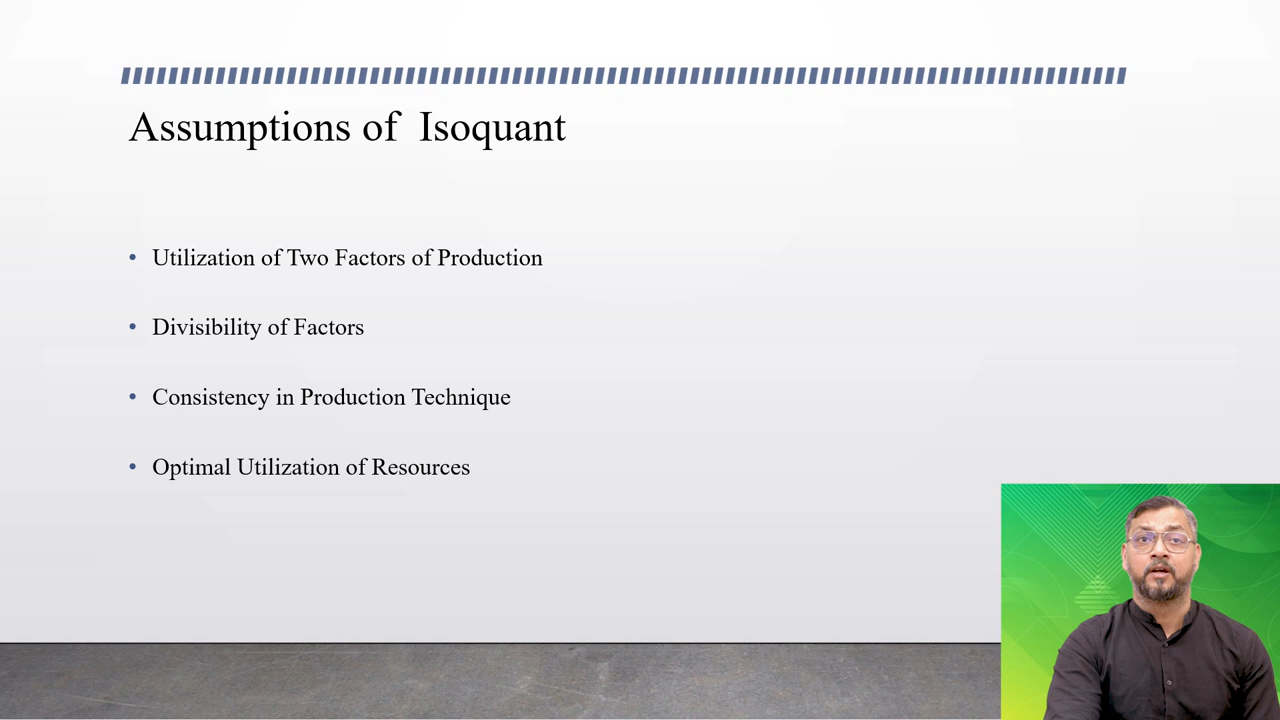 Assumptions of  Isoquant
• Utilization of Two Factors of Production
• Divisibility of Factors
• Consistency in Production Technique
• Optimal Utilization of Resources